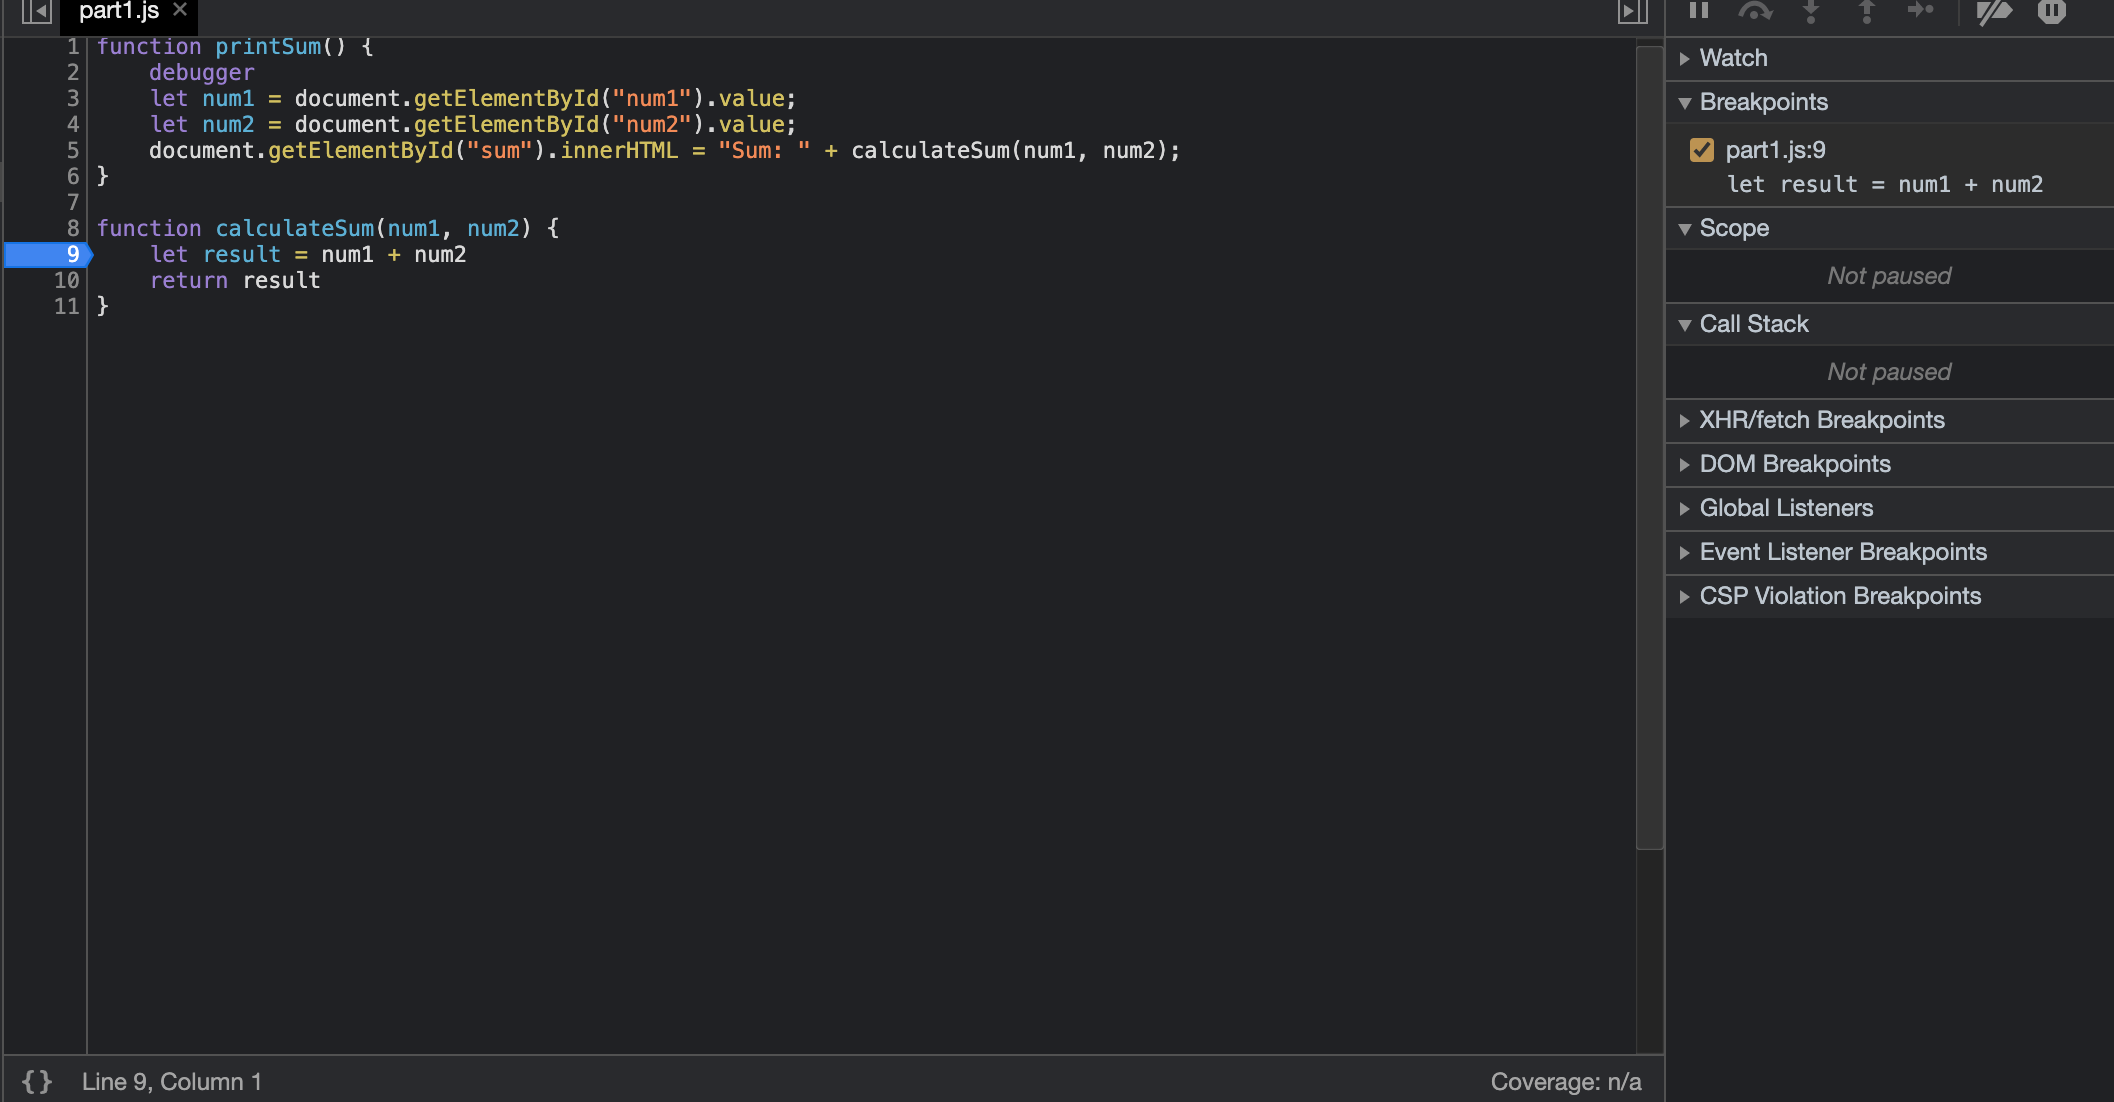 part1.js ×
1 function printSum() {
2     debugger
3     let num1 = document.getElementById("num1").value;
4     let num2 = document.getElementById("num2").value;
5     document.getElementById("sum").innerHTML = "Sum: " + calculateSum(num1, num2);
6 }
7
8 function calculateSum(num1, num2) {
9     let result = num1 + num2
10     return result
11 }
{} Line 9, Column 1
Coverage: n/a
Watch
Breakpoints
part1.js:9
let result = num1 + num2
Scope
Not paused
Call Stack
Not paused
XHR/fetch Breakpoints
DOM Breakpoints
Global Listeners
Event Listener Breakpoints
CSP Violation Breakpoints